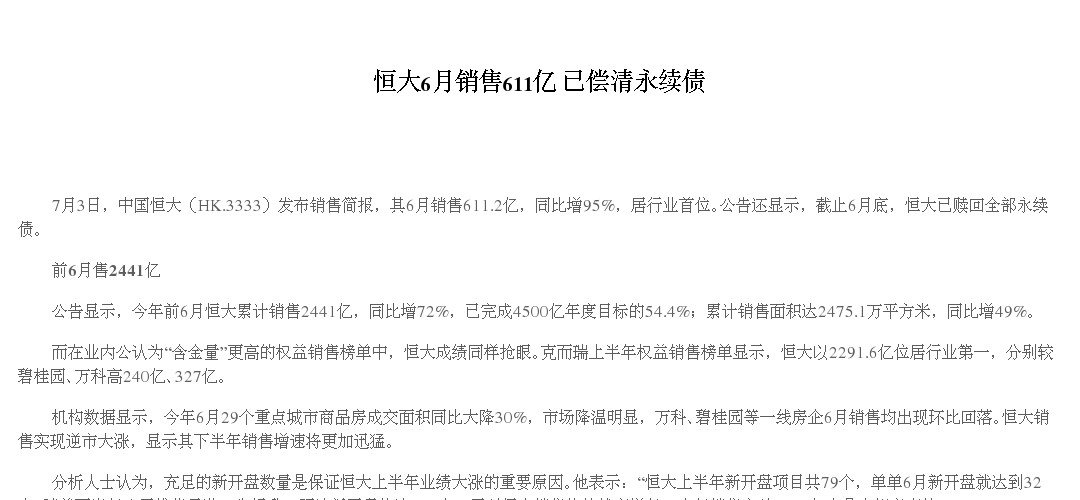 恒大6月销售611亿 已偿清永续债
7月3日，中国恒大（HK.3333）发布销售简报，其6月销售611.2亿，同比增95%，居行业首位。公告还显示，截止6月底，恒大已赎回全部永续
债。
前6月售2441亿
公告显示，今年前6月恒大累计销售2441亿，同比增72%，已完成4500亿年度目标的54.4%；累计销售面积达2475.1万平方米，同比增49%。
而在业内公认为“含金量”更高的权益销售榜单中，恒大成绩同样抢眼。克而瑞上半年权益销售榜单显示，恒大以2291.6亿位居行业第一，分别较
碧桂园、万科高240亿、327亿。
机构数据显示，今年6月29个重点城市商品房成交面积同比大降30%，市场降温明显，万科、碧桂园等一线房企6月销售均出现环比回落。恒大销
售实现逆市大涨，显示其下半年销售增速将更加迅猛。
分析人士认为，充足的新开盘数量是保证恒大上半年业绩大涨的重要原因。他表示：“恒大上半年新开盘项目共79个，单单6月新开盘就达到32